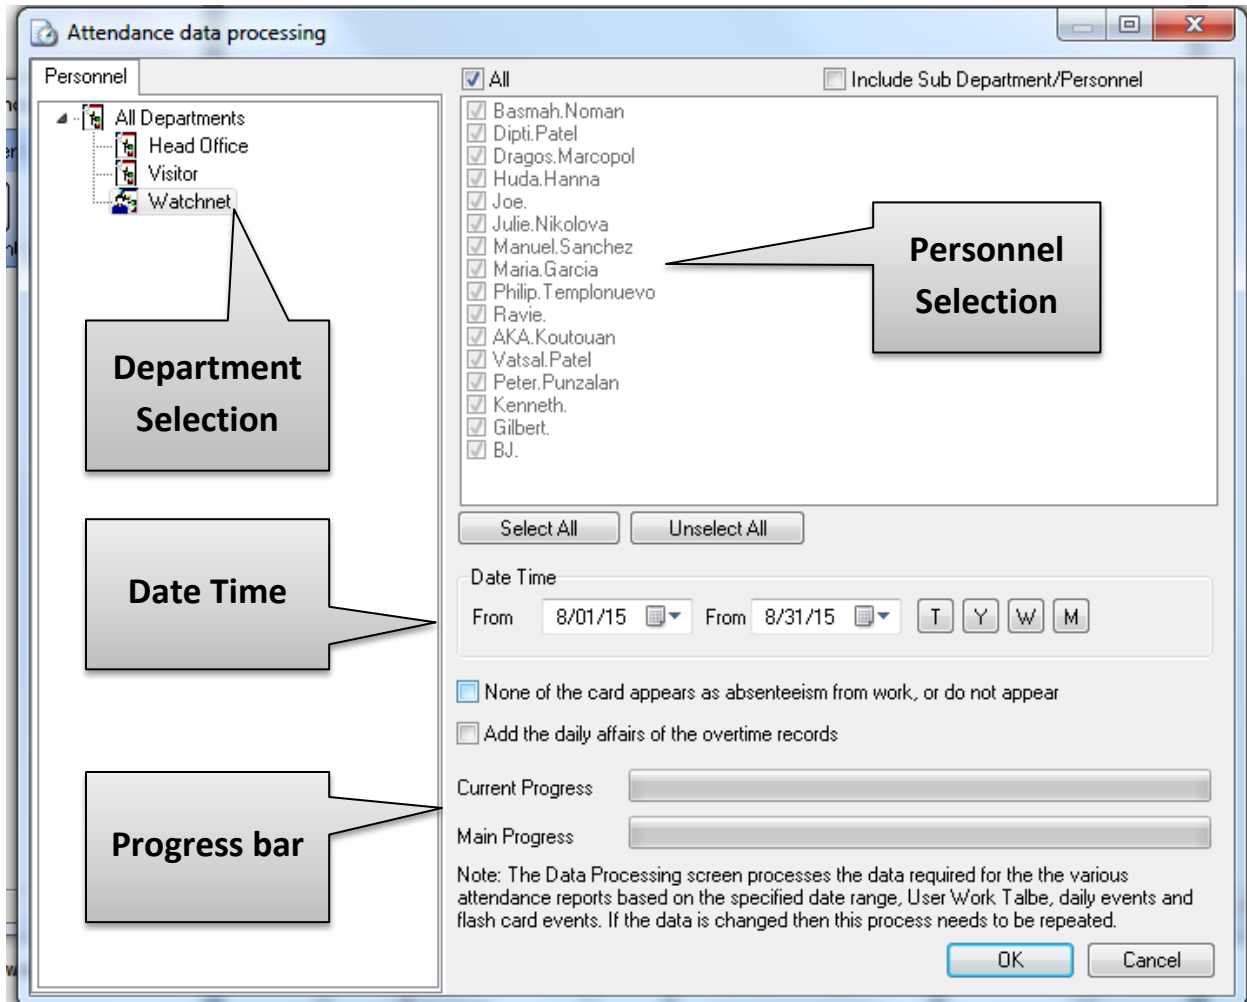 Attendance data processing
Personnel
All
Include Sub Department/Personnel
All Departments
Head Office
Visitor
Watchnet
Basmah.Noman
Dipti.Patel
Dragos.Marcopol
Huda.Hanna
Joe.
Julie.Nikolova
Manuel.Sanchez
Maria.Garcia
Philip.Templonuevo
Ravie.
AKA.Koutouan
Vatsal.Patel
Peter.Punzalan
Kenneth.
Gilbert.
BJ.
Personnel
Selection
Department
Selection
Select All
Unselect All
Date Time
Date Time
From 8/01/15 From 8/31/15 T Y W M
None of the card appears as absenteeism from work, or do not appear
Add the daily affairs of the overtime records
Progress bar
Current Progress
Main Progress
Note: The Data Processing screen processes the data required for the the various
attendance reports based on the specified date range, User Work Talbe, daily events and
flash card events. If the data is changed then this process needs to be repeated.
OK
Cancel